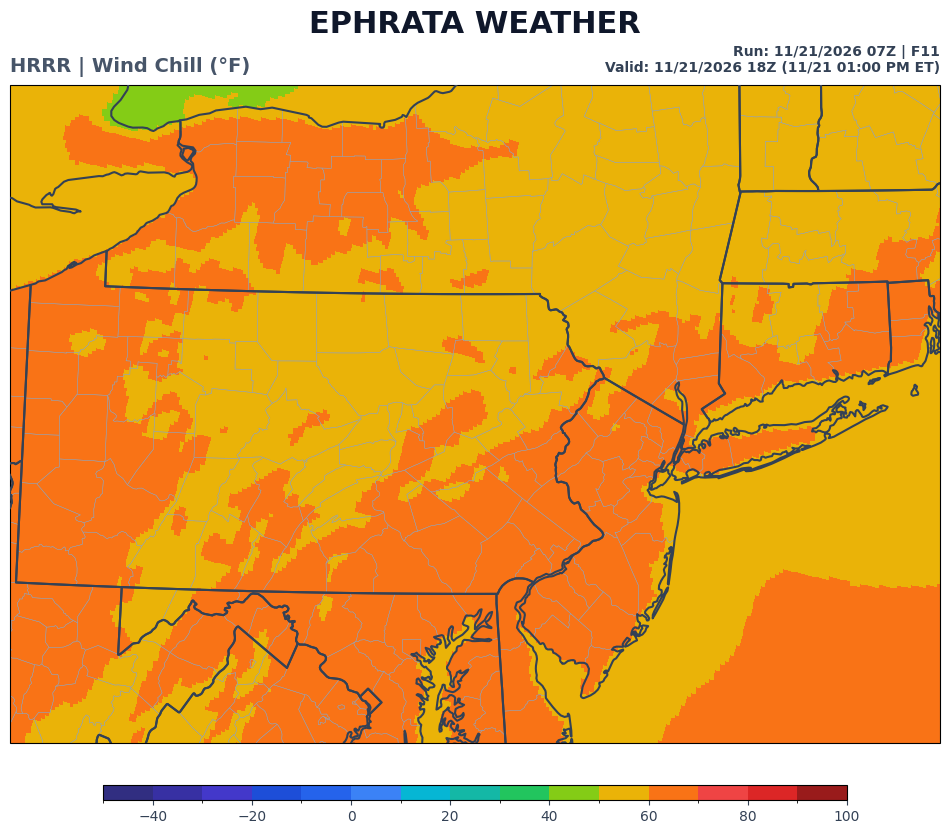 EPHRATA WEATHER
HRRR | Wind Chill (°F)
Run: 11/21/2026 07Z | F11
Valid: 11/21/2026 18Z (11/21 01:00 PM ET)
−40 −20 0 20 40 60 80 100